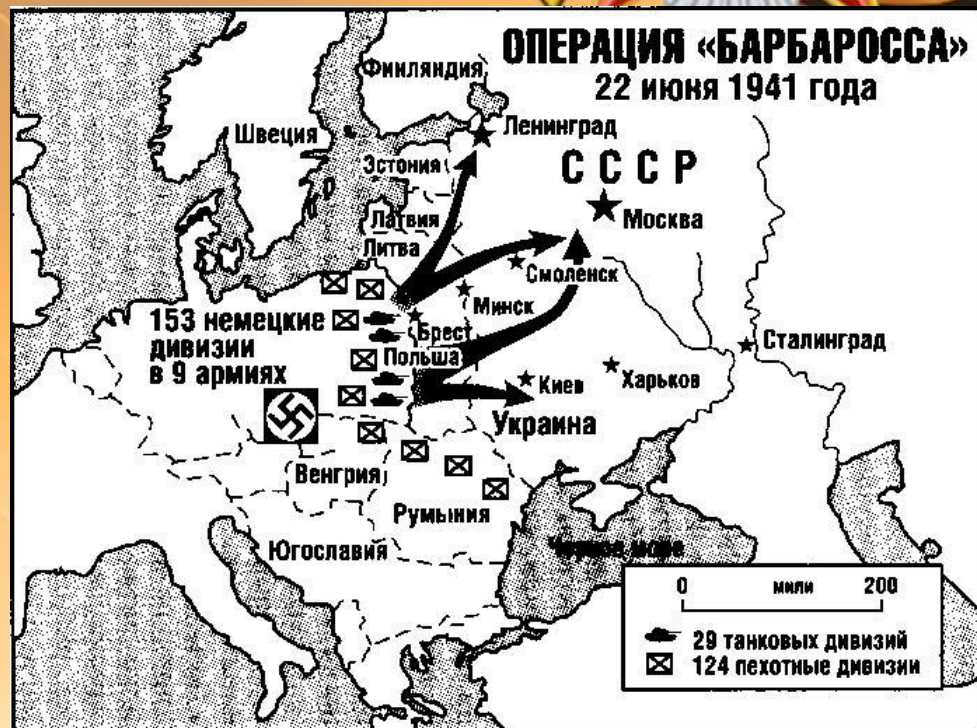 ОПЕРАЦИЯ «БАРБАРОССА»
22 июня 1941 года
Финляндия
Ленинград
Швеция
Эстония
С С С Р
Москва
Латвия
Литва
Смоленск
Минск
153 немецкие
дивизии
в 9 армиях
Брест
Польша
Сталинград
Киев
Харьков
Украина
Венгрия
Румыния
Югославия
Черное море
0 мили 200
29 танковых дивизий
124 пехотные дивизии